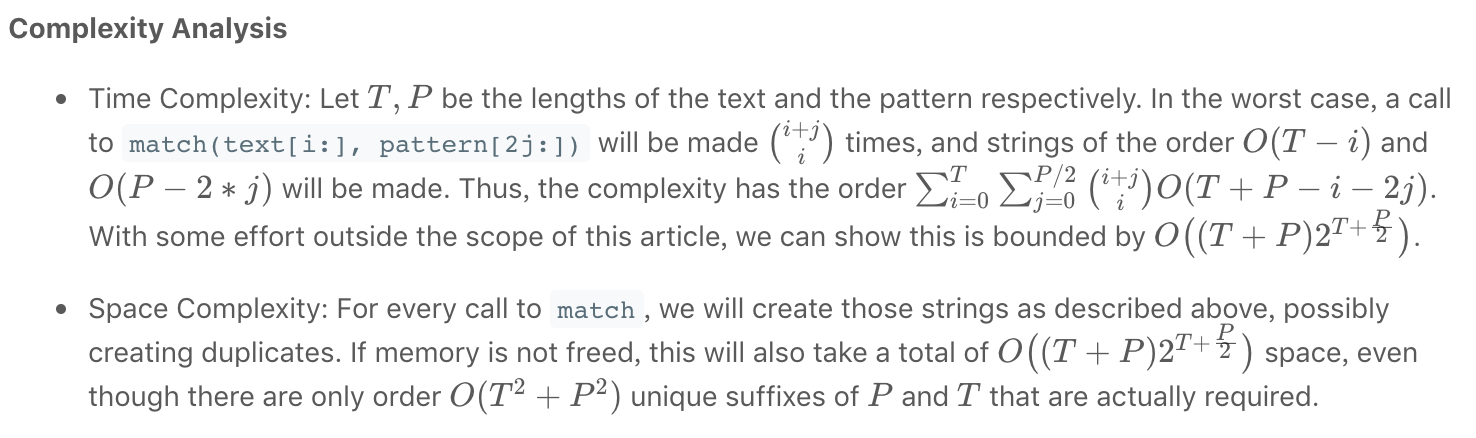 Complexity Analysis
• Time Complexity: Let T, P be the lengths of the text and the pattern respectively. In the worst case, a call
to match(text[i:], pattern[2j:]) will be made \binom{i+j}{i} times, and strings of the order O(T − i) and
O(P − 2 ∗ j) will be made. Thus, the complexity has the order \sum_{i=0}^{T} \sum_{j=0}^{P/2} \binom{i+j}{i} O(T + P − i − 2j).
With some effort outside the scope of this article, we can show this is bounded by O((T + P)2^{T+\frac{P}{2}}).
• Space Complexity: For every call to match , we will create those strings as described above, possibly
creating duplicates. If memory is not freed, this will also take a total of O((T + P)2^{T+\frac{P}{2}}) space, even
though there are only order O(T^2 + P^2) unique suffixes of P and T that are actually required.